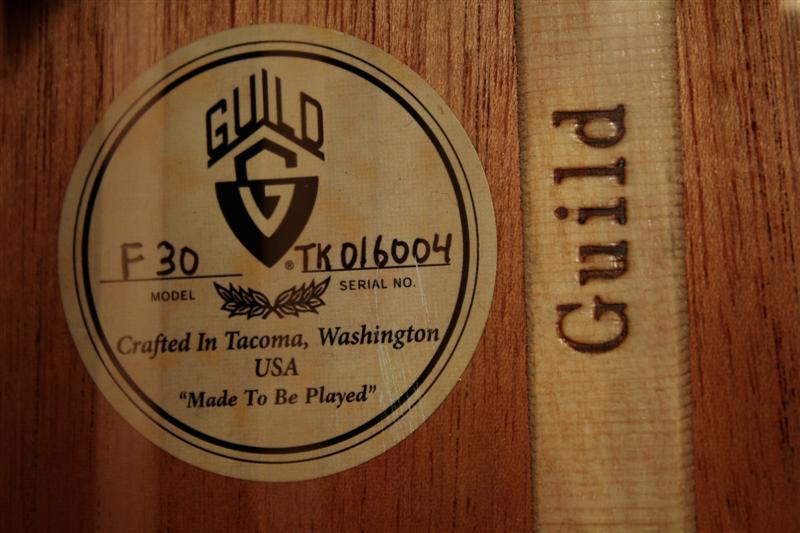 GUILD
G
F 30 ® TK016004
MODEL SERIAL NO.
Crafted In Tacoma, Washington
USA
“Made To Be Played”
Guild